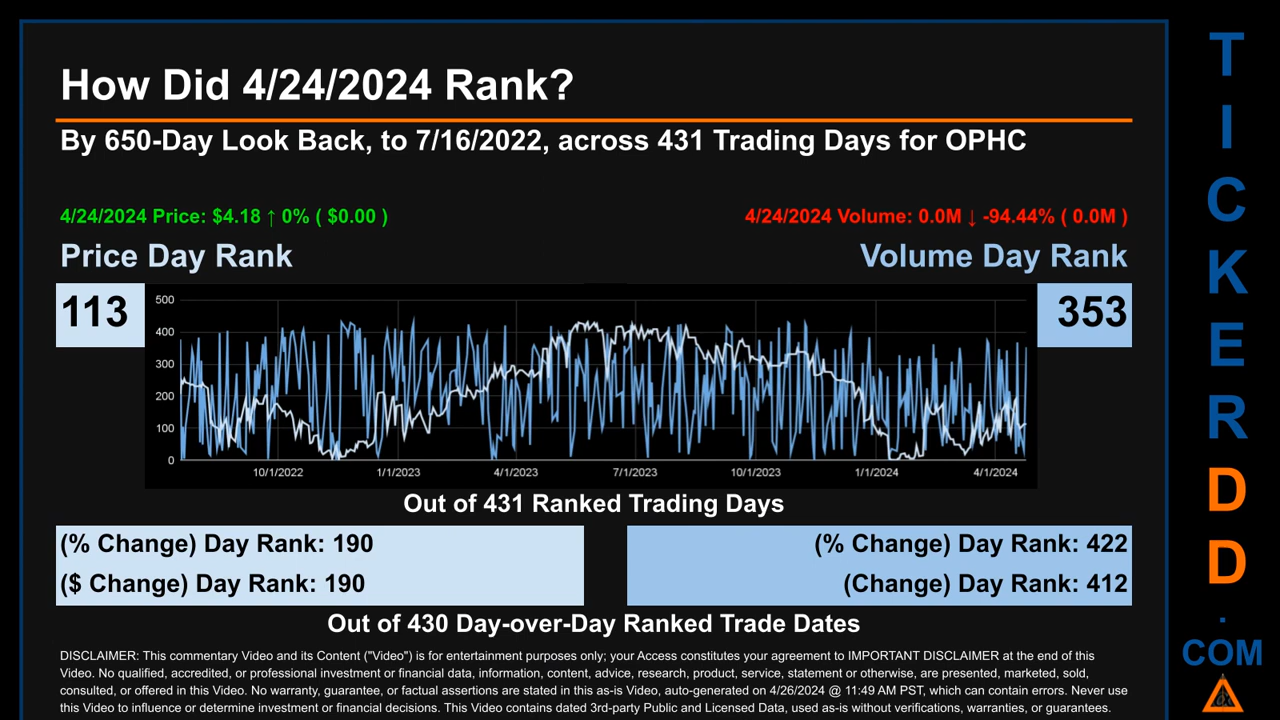 How Did 4/24/2024 Rank?
By 650-Day Look Back, to 7/16/2022, across 431 Trading Days for OPHC
4/24/2024 Price: $4.18 ↑ 0% ( $0.00 )
4/24/2024 Volume: 0.0M ↓ -94.44% ( 0.0M )
Price Day Rank
Volume Day Rank
113
353
500
400
300
200
100
0
10/1/2022
1/1/2023
4/1/2023
7/1/2023
10/1/2023
1/1/2024
4/1/2024
Out of 431 Ranked Trading Days
(% Change) Day Rank: 190
($ Change) Day Rank: 190
(% Change) Day Rank: 422
(Change) Day Rank: 412
Out of 430 Day-over-Day Ranked Trade Dates
DISCLAIMER: This commentary Video and its Content ("Video") is for entertainment purposes only; your Access constitutes your agreement to IMPORTANT DISCLAIMER at the end of this
Video. No qualified, accredited, or professional investment or financial data, information, content, advice, research, product, service, statement or otherwise, are presented, marketed, sold,
consulted, or offered in this Video. No warranty, guarantee, or factual assertions are stated in this as-is Video, auto-generated on 4/26/2024 @ 11:49 AM PST, which can contain errors. Never use
this Video to influence or determine investment or financial decisions. This Video contains dated 3rd-party Public and Licensed Data, used as-is without verifications, warranties, or guarantees.
T
I
C
K
E
R
D
D
.
COM